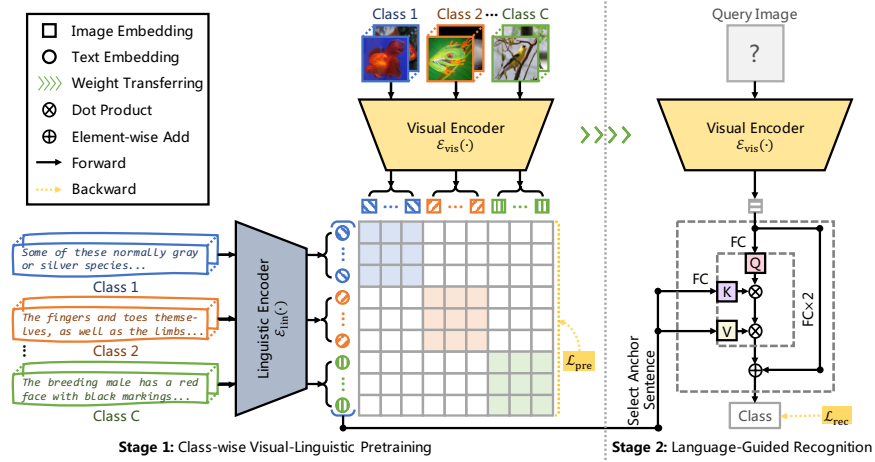 Image Embedding
Text Embedding
Weight Transferring
Dot Product
Element-wise Add
Forward
Backward
Class 1
Class 2
...
Class C
Visual Encoder
ℰvis(·)
Some of these normally gray
or silver species...
Class 1
The fingers and toes themse-
lves, as well as the limbs...
Class 2
...
The breeding male has a red
face with black markings...
Class C
Linguistic Encoder
ℰlin(·)
ℒpre
Stage 1: Class-wise Visual-Linguistic Pretraining
Query Image
?
Visual Encoder
ℰvis(·)
FC
Q
FC
K
V
FC×2
Select Anchor
Sentence
Class
ℒrec
Stage 2: Language-Guided Recognition